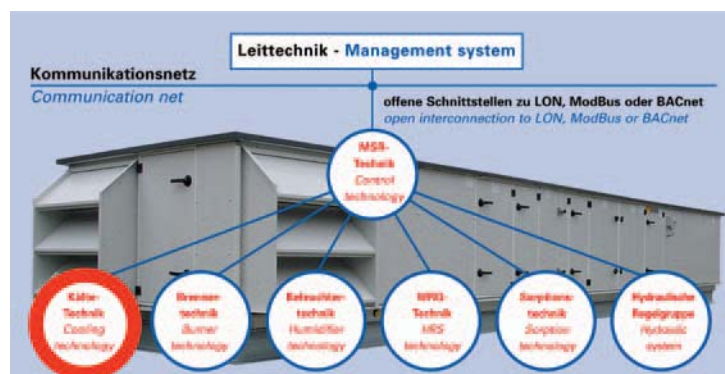 Leittechnik - Management system
Kommunikationsnetz
Communication net
offene Schnittstellen zu LON, ModBus oder BACnet
open interconnection to LON, ModBus or BACnet
MSR-
Technik
Control
technology
Kälte-
Technik
Cooling
technology
Brenner-
technik
Burner
technology
Befeuchter-
technik
Humidifier
technology
WRG-
Technik
HRS
technology
Sorptions-
technik
Sorption
technology
Hydraulische
Regelgruppe
Hydraulic
system